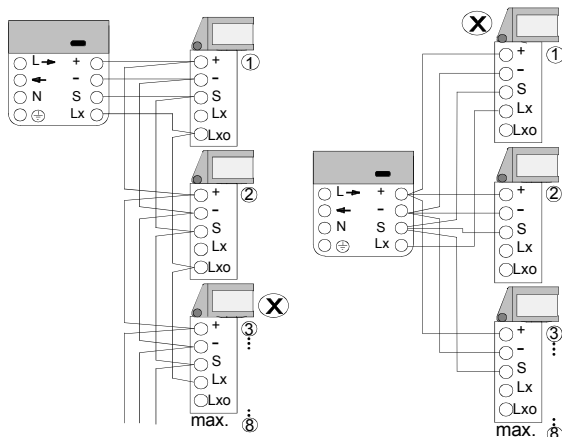 L + + ①
- -
N S S
Lx Lx
Lxo
+ ②
-
S
Lx
Lxo
X
+ ③
-
S
Lx
Lxo
max. ⑧
X
+ ①
-
S
Lx
Lxo
L + + ②
- -
N S S
Lx Lx
Lxo
+ ③
-
S
Lx
Lxo
max. ⑧